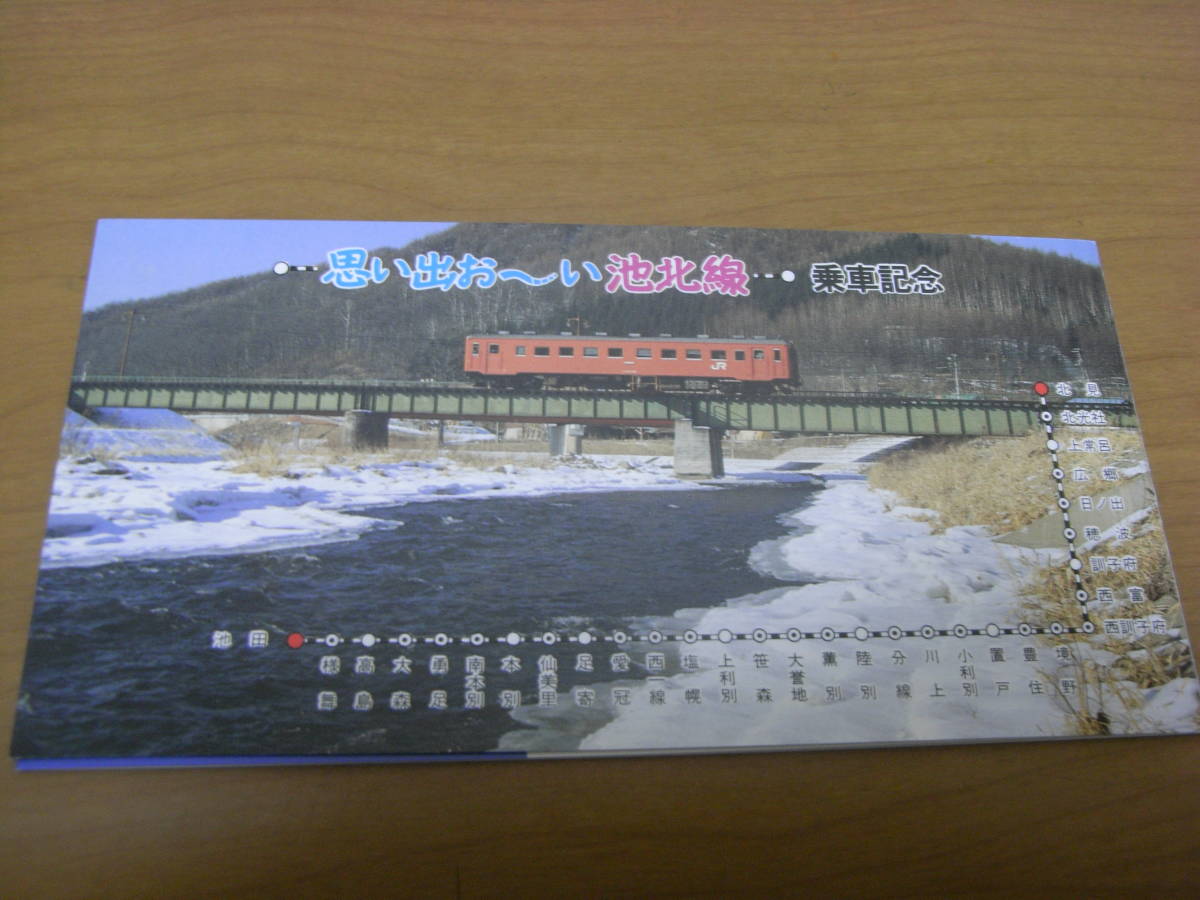 思い出お〜い池北線 乗車記念
JR
北見
北光社
上常呂
広郷
日ノ出
穂波
訓子府
西富
西訓子府
池田
様舞
高島
大森
勇足
南本別
本別
仙美里
足寄
愛冠
西一線
塩幌
上利別
笹森
大誉地
薫別
陸別
分線
川上
小利別
置戸
豊住
境野